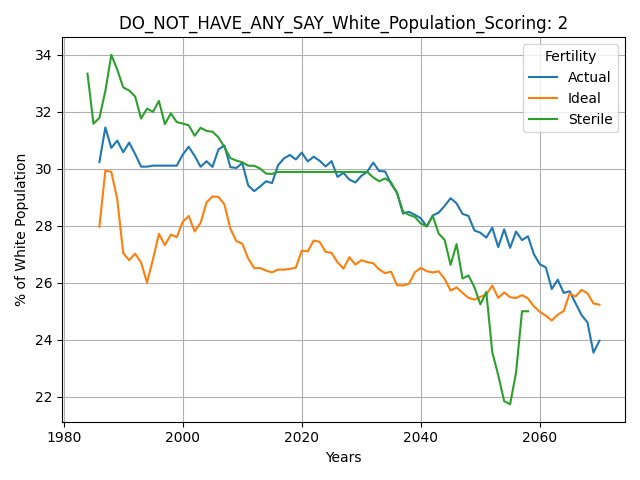 DO_NOT_HAVE_ANY_SAY_White_Population_Scoring: 2
Fertility
Actual
Ideal
Sterile
% of White Population
34
32
30
28
26
24
22
1980
2000
2020
2040
2060
Years